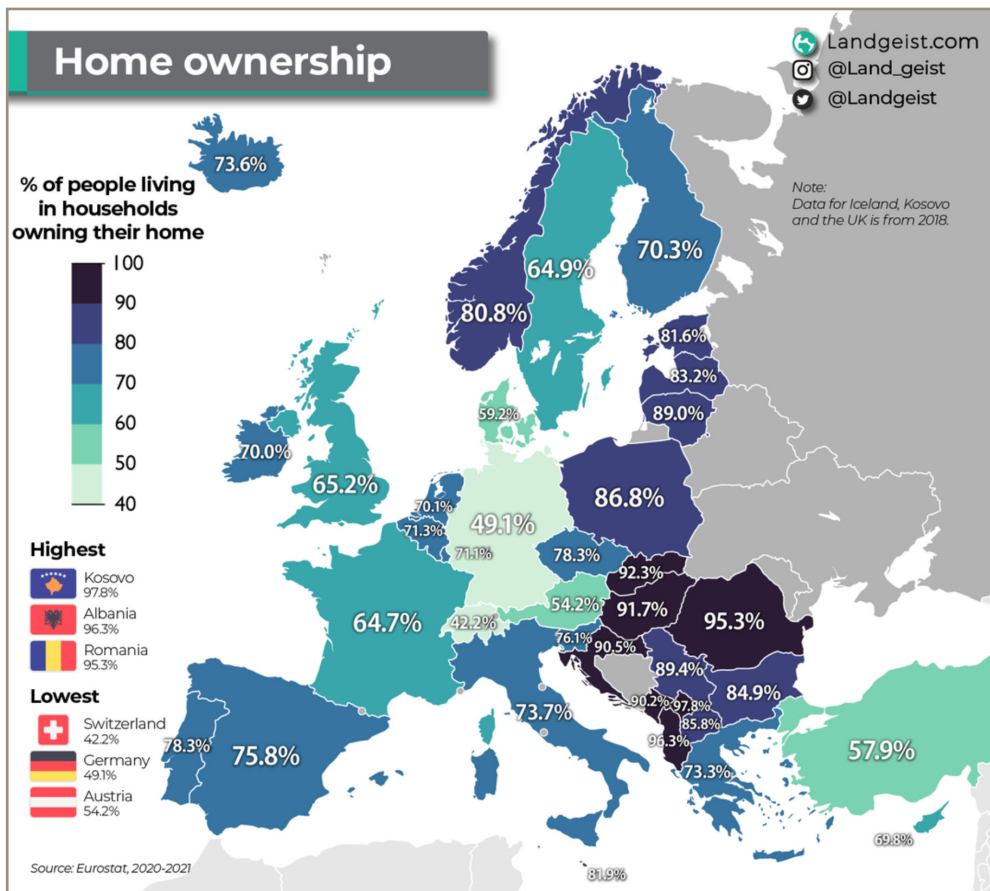 Home ownership
Landgeist.com
@Land_geist
@Landgeist
% of people living
in households
owning their home
100
90
80
70
60
50
40
Note:
Data for Iceland, Kosovo
and the UK is from 2018.
73.6%
80.8%
64.9%
70.3%
81.6%
83.2%
89.0%
59.2%
70.0%
65.2%
70.1%
71.3%
71.1%
49.1%
86.8%
78.3%
92.3%
54.2%
91.7%
95.3%
42.2%
64.7%
76.1%
90.5%
89.4%
84.9%
90.2%
97.8%
85.8%
96.3%
73.7%
73.3%
57.9%
78.3%
75.8%
69.8%
81.9%
Highest
Kosovo
97.8%
Albania
96.3%
Romania
95.3%
Lowest
Switzerland
42.2%
Germany
49.1%
Austria
54.2%
Source: Eurostat, 2020-2021